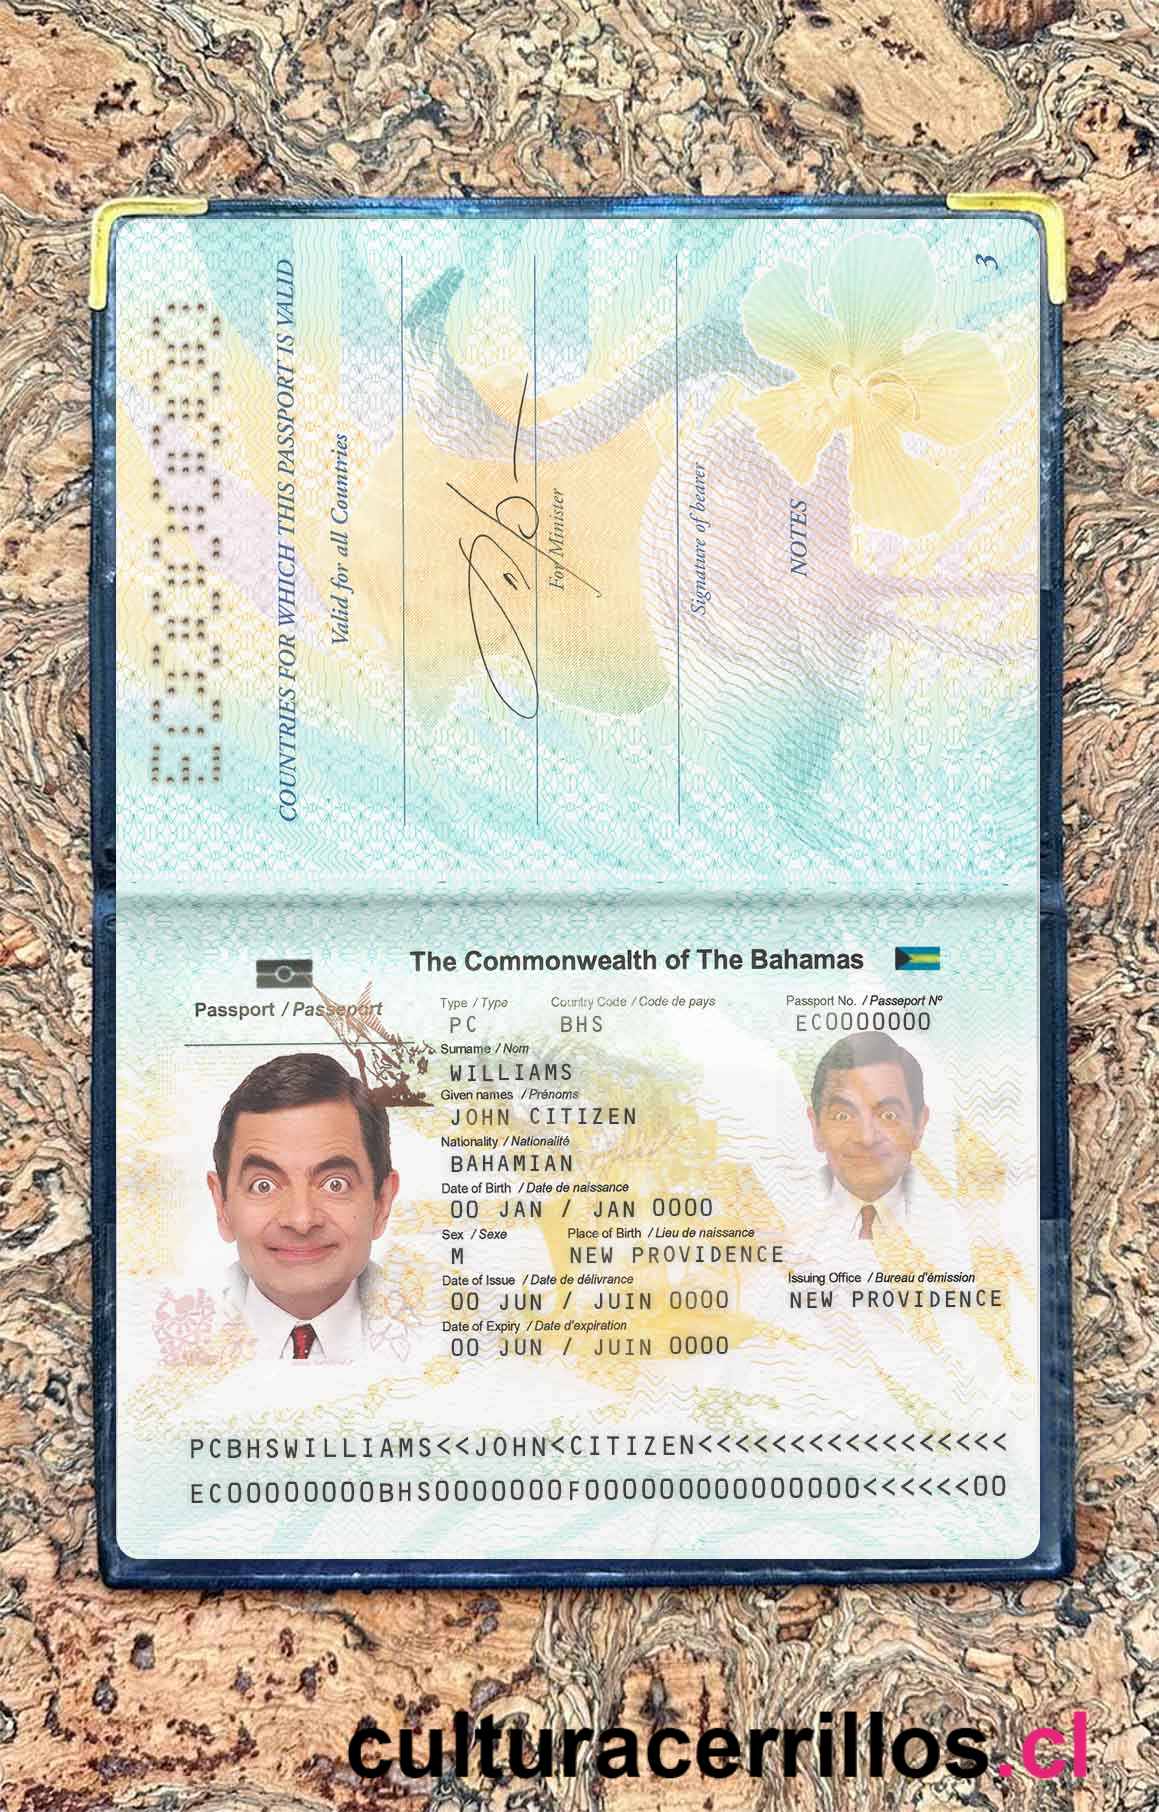 EC0000000
COUNTRIES FOR WHICH THIS PASSPORT IS VALID
Valid for all Countries
For Minister
Signature of bearer
NOTES
3
The Commonwealth of The Bahamas
Passport / Passeport
Type / Type
Country Code / Code de pays
Passport No. / Passeport Nº
PC
BHS
EC0000000
Surname / Nom
WILLIAMS
Given names / Prénoms
JOHN CITIZEN
Nationality / Nationalité
BAHAMIAN
Date of Birth / Date de naissance
00 JAN / JAN 0000
Sex / Sexe
Place of Birth / Lieu de naissance
M
NEW PROVIDENCE
Date of Issue / Date de délivrance
Issuing Office / Bureau d'émission
00 JUN / JUIN 0000
NEW PROVIDENCE
Date of Expiry / Date d'expiration
00 JUN / JUIN 0000
PCBHSWILLIAMS<<JOHN<CITIZEN<<<<<<<<<<<<<<<<<
EC00000000BHS0000000F000000000000000<<<<<<00
culturacerrillos.cl